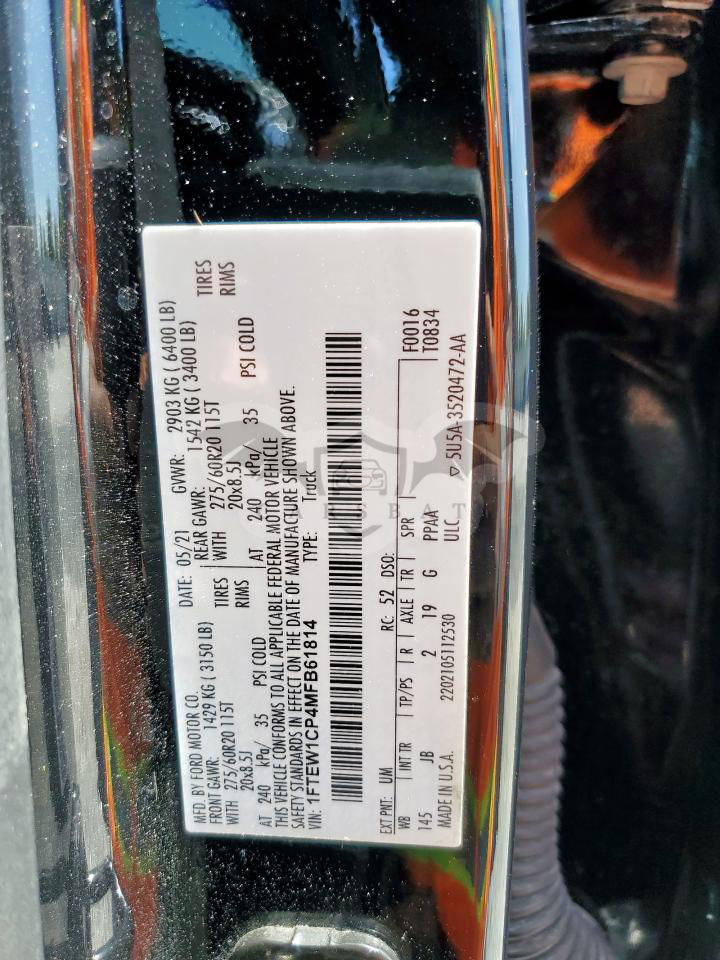 MFD. BY FORD MOTOR CO.
DATE: 05/21 GVWR: 2903 KG ( 6400 LB)
FRONT GAWR: 1429 KG ( 3150 LB) REAR GAWR: 1542 KG ( 3400 LB)
WITH 275/60R20 115T TIRES WITH 275/60R20 115T TIRES
20x8.5J RIMS 20x8.5J RIMS
AT 240 kPa/ 35 PSI COLD AT 240 kPa/ 35 PSI COLD
THIS VEHICLE CONFORMS TO ALL APPLICABLE FEDERAL MOTOR VEHICLE
SAFETY STANDARDS IN EFFECT ON THE DATE OF MANUFACTURE SHOWN ABOVE.
VIN: 1FTEW1CP4MFB61814 TYPE: Truck
EXT PNT: UM RC: 52 DSO:
WB INT TR TP/PS R AXLE TR SPR F0016
145 JB 2 19 G PPAA T0834
ULC
MADE IN U.S.A. 2202105112530 5U5A-3520472-AA